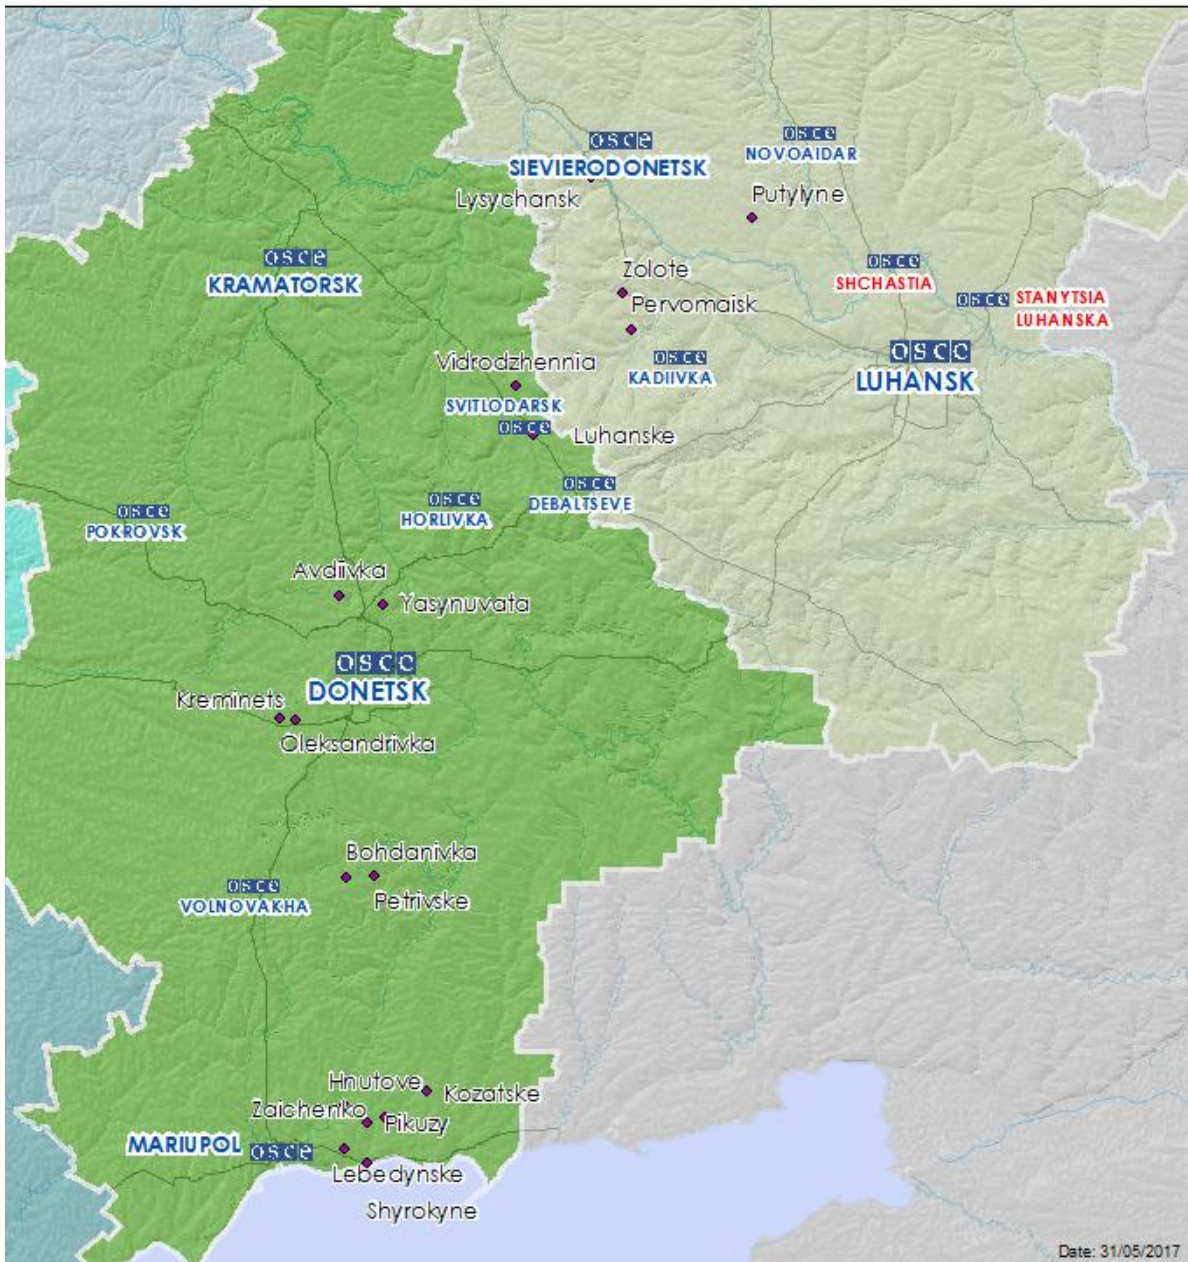 osce
SIEVIERODONETSK
osce
NOVOAIDAR
Lysychansk
Putylyne
osce
KRAMATORSK
Zolote
osce
SHCHASTIA
Pervomaisk
osce
STANYTSIA
LUHANSKA
Vidrodzhennia
osce
KADIIVKA
osce
LUHANSK
SVITLODARSK
osce
Luhanske
osce
POKROVSK
osce
HORLIVKA
osce
DEBALTSEVE
Avdiivka
Yasynuvata
osce
DONETSK
Kreminets
Oleksandrivka
Bohdanivka
osce
VOLNOVAKHA
Petrivske
Hnutove
Kozatske
Zaichenko
Pikuzy
MARIUPOL osce
Lebedynske
Shyrokyne
Date: 31/05/2017